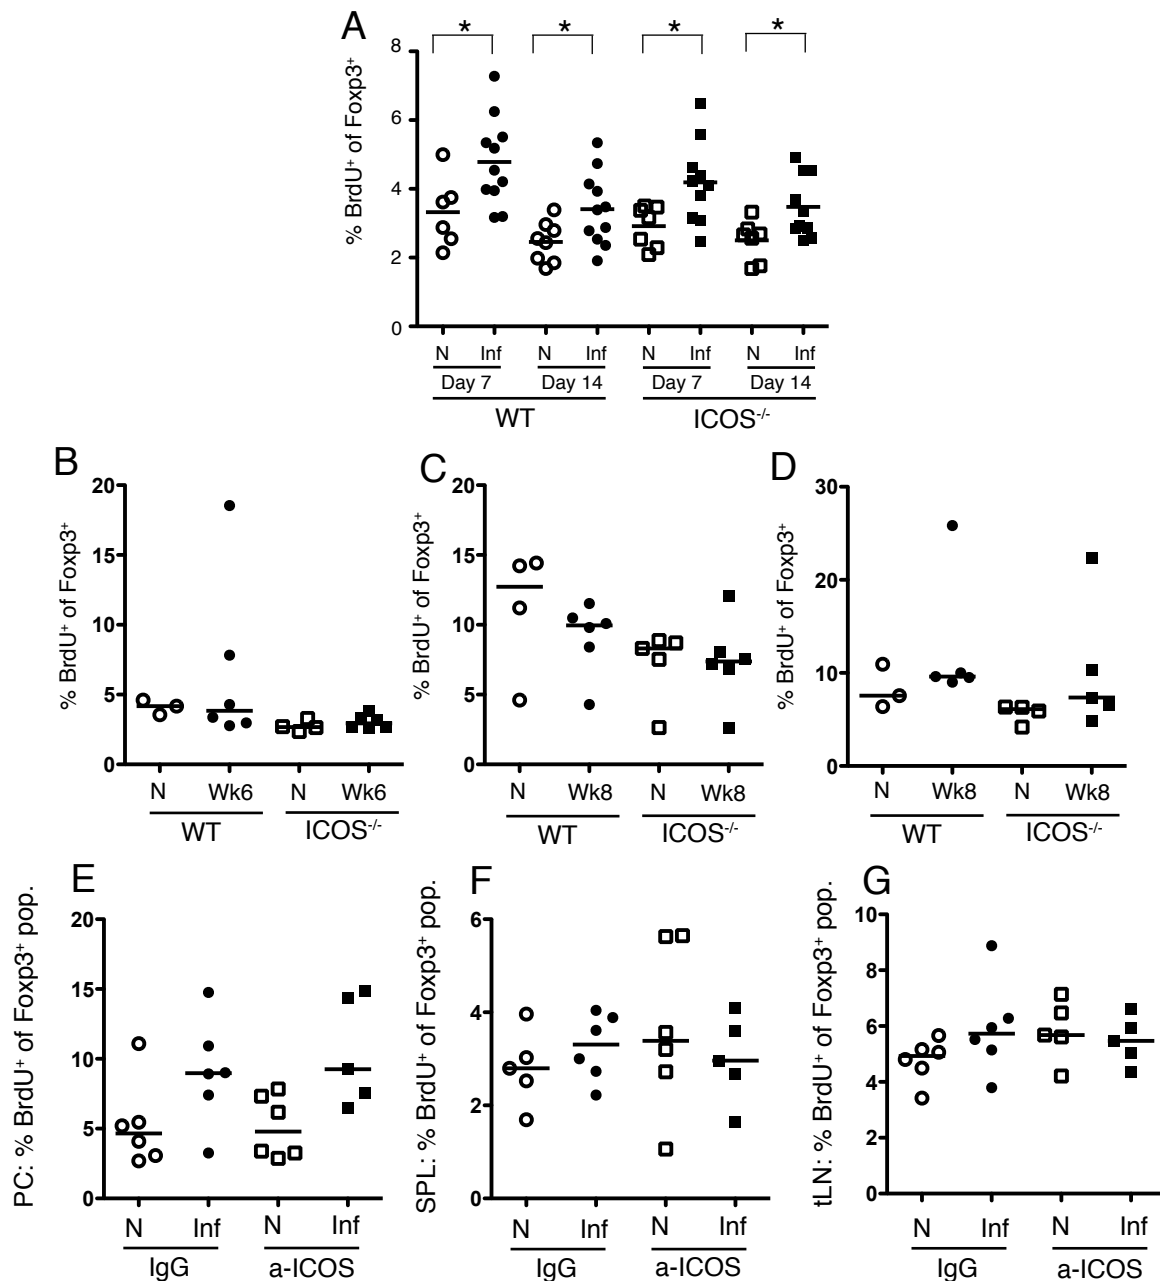 A
* * * *
% BrdU⁺ of Foxp3⁺
8
6
4
2
0
N Inf N Inf N Inf N Inf
Day 7 Day 14 Day 7 Day 14
WT ICOS⁻/⁻
B
% BrdU⁺ of Foxp3⁺
20
15
10
5
0
N Wk6 N Wk6
WT ICOS⁻/⁻
C
% BrdU⁺ of Foxp3⁺
20
15
10
5
0
N Wk8 N Wk8
WT ICOS⁻/⁻
D
% BrdU⁺ of Foxp3⁺
30
20
10
0
N Wk8 N Wk8
WT ICOS⁻/⁻
E
PC: % BrdU⁺ of Foxp3⁺ pop.
20
15
10
5
0
N Inf N Inf
IgG a-ICOS
F
SPL: % BrdU⁺ of Foxp3⁺ pop.
6
4
2
0
N Inf N Inf
IgG a-ICOS
G
tLN: % BrdU⁺ of Foxp3⁺ pop.
10
8
6
4
2
0
N Inf N Inf
IgG a-ICOS